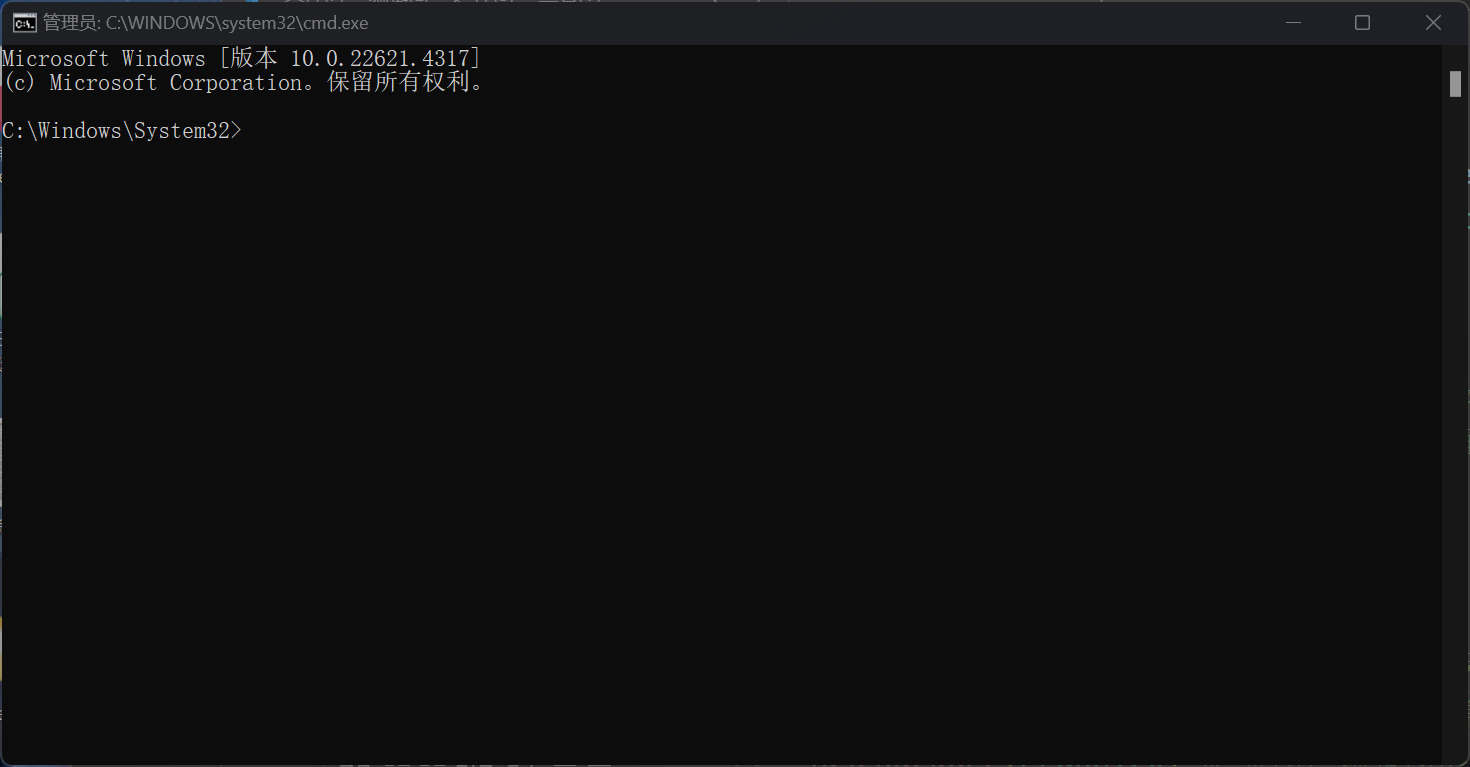 管理员: C:\WINDOWS\system32\cmd.exe
Microsoft Windows [版本 10.0.22621.4317]
(c) Microsoft Corporation。保留所有权利。
C:\Windows\System32>